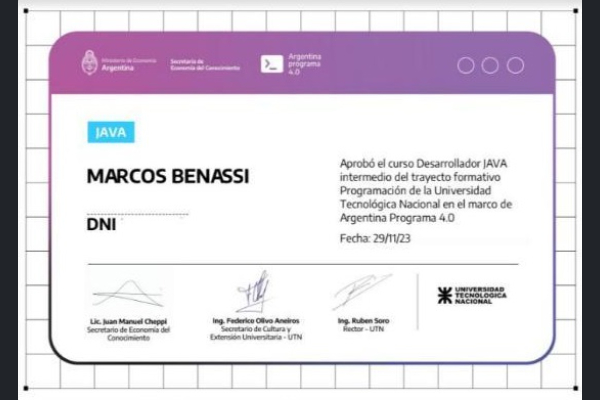 Ministerio de Economía
Argentina
Secretaría de
Economía del Conocimiento
Argentina
programa
4.0
JAVA
MARCOS BENASSI
DNI
Aprobó el curso Desarrollador JAVA
intermedio del trayecto formativo
Programación de la Universidad
Tecnológica Nacional en el marco de
Argentina Programa 4.0
Fecha: 29/11/23
Lic. Juan Manuel Cheppi
Secretario de Economía del
Conocimiento
Ing. Federico Olivo Aneiros
Secretario de Cultura y
Extensión Universitaria - UTN
Ing. Ruben Soro
Rector - UTN
UNIVERSIDAD
TECNOLÓGICA
NACIONAL